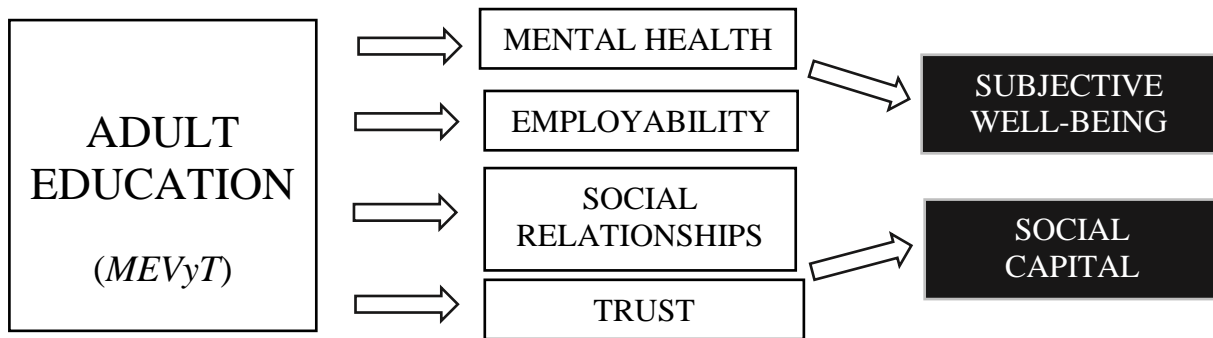 ADULT
EDUCATION
(MEVyT)
MENTAL HEALTH
EMPLOYABILITY
SOCIAL
RELATIONSHIPS
TRUST
SUBJECTIVE
WELL-BEING
SOCIAL
CAPITAL